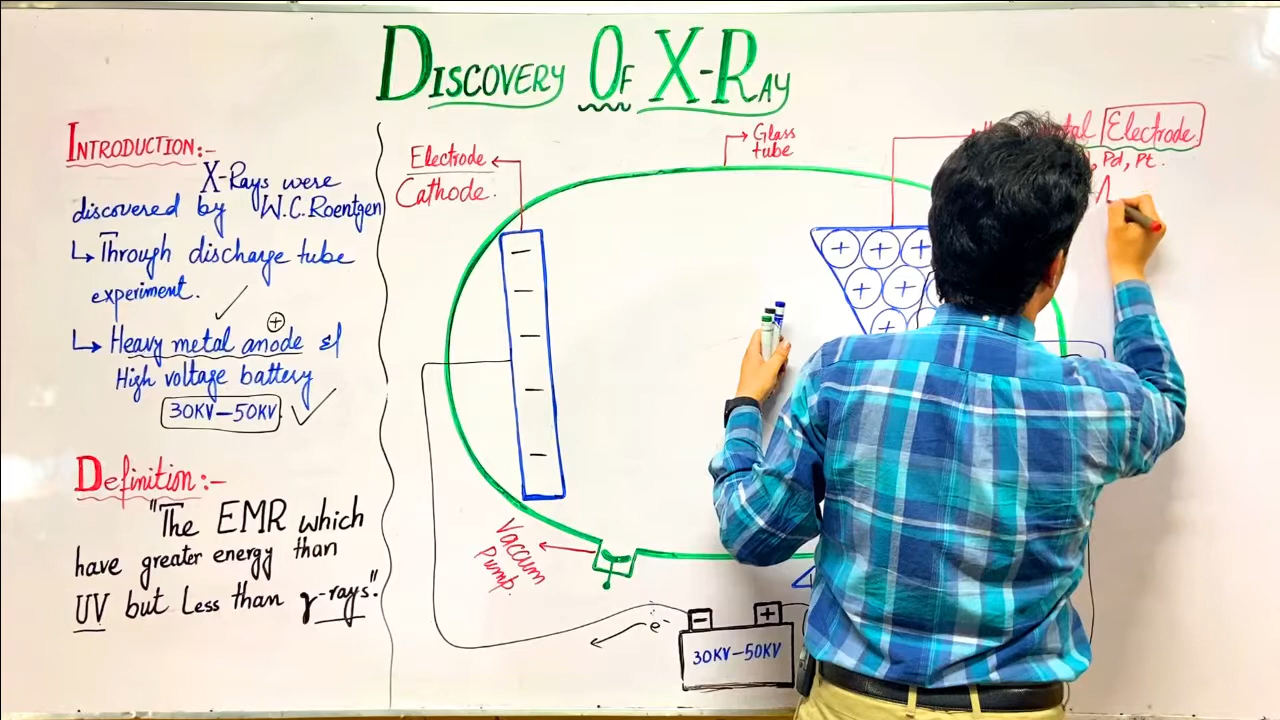 DISCOVERY OF X-RAY
INTRODUCTION:-
X-Rays were
discovered by W.C.Roentgen
↳ Through discharge tube
experiment.
↳ Heavy metal anode &
High voltage battery
30KV-50KV
Definition:-
"The EMR which
have greater energy than
UV but Less than γ-rays".
Electrode
Cathode.
Glass
tube
Electrode.
Pd, Pt.
+ + +
+ +
+
Vaccum
Pump.
e-
- +
30KV-50KV